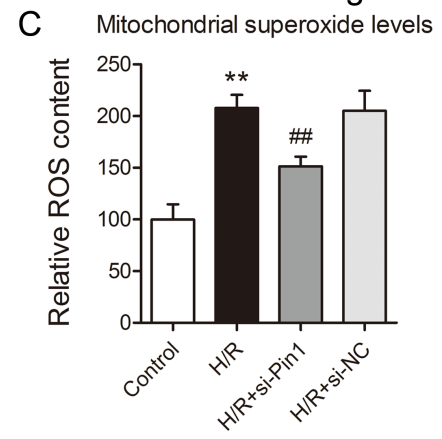 C
Mitochondrial superoxide levels
Relative ROS content
250
200
150
100
50
0
**
##
Control
H/R
H/R+si-Pin1
H/R+si-NC